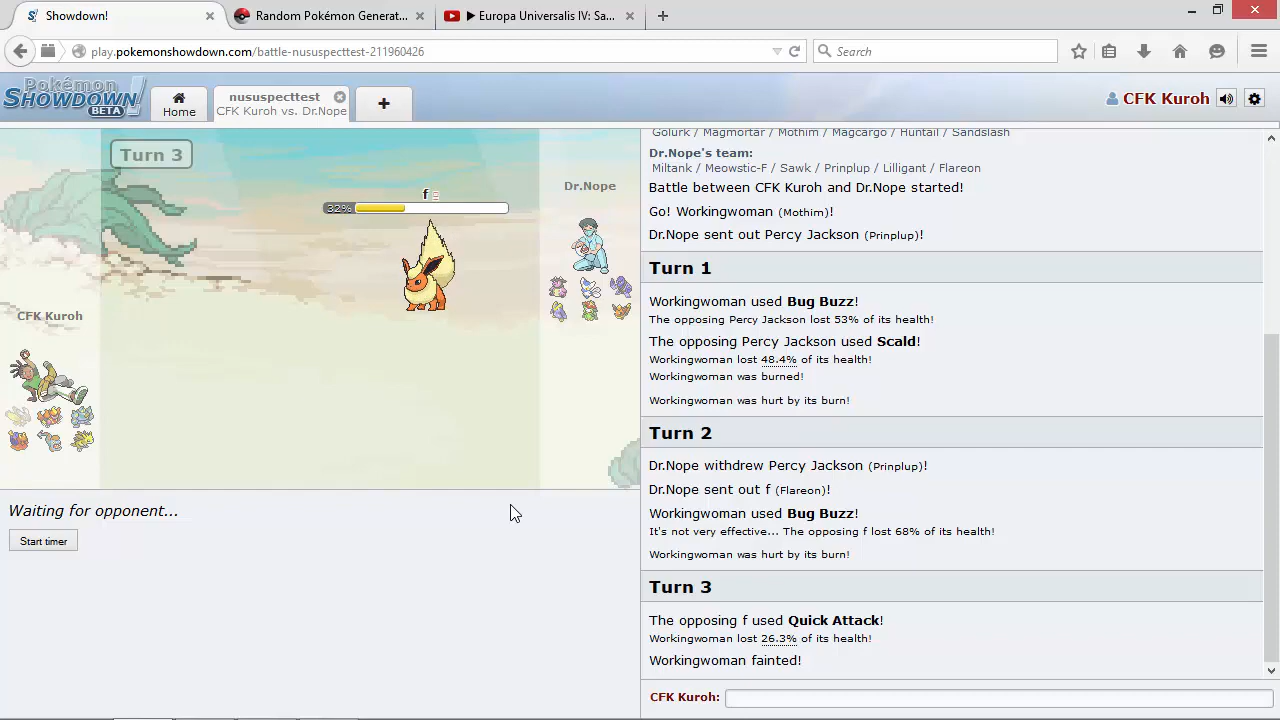 Showdown!
Random Pokémon Generat...
▶ Europa Universalis IV: Sa...
play.pokemonshowdown.com/battle-nususpecttest-211960426
Search
Pokémon
Showdown!
BETA
Home
nususpecttest
CFK Kuroh vs. Dr.Nope
CFK Kuroh
Turn 3
f
32%
Dr.Nope
CFK Kuroh
Waiting for opponent...
Start timer
Golurk / Magmortar / Mothim / Magcargo / Huntail / Sandslash
Dr.Nope's team:
Miltank / Meowstic-F / Sawk / Prinplup / Lilligant / Flareon
Battle between CFK Kuroh and Dr.Nope started!
Go! Workingwoman (Mothim)!
Dr.Nope sent out Percy Jackson (Prinplup)!
Turn 1
Workingwoman used Bug Buzz!
The opposing Percy Jackson lost 53% of its health!
The opposing Percy Jackson used Scald!
Workingwoman lost 48.4% of its health!
Workingwoman was burned!
Workingwoman was hurt by its burn!
Turn 2
Dr.Nope withdrew Percy Jackson (Prinplup)!
Dr.Nope sent out f (Flareon)!
Workingwoman used Bug Buzz!
It's not very effective... The opposing f lost 68% of its health!
Workingwoman was hurt by its burn!
Turn 3
The opposing f used Quick Attack!
Workingwoman lost 26.3% of its health!
Workingwoman fainted!
CFK Kuroh: